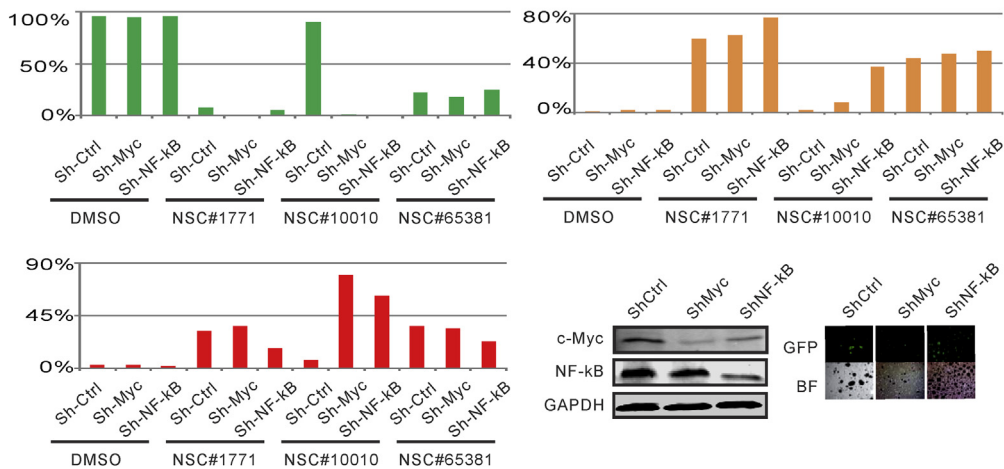 100%
50%
0%
Sh-Ctrl
Sh-Myc
Sh-NF-kB
Sh-Ctrl
Sh-Myc
Sh-NF-kB
Sh-Ctrl
Sh-Myc
Sh-NF-kB
Sh-Ctrl
Sh-Myc
Sh-NF-kB
DMSO
NSC#1771
NSC#10010
NSC#65381
80%
40%
0%
Sh-Ctrl
Sh-Myc
Sh-NF-kB
Sh-Ctrl
Sh-Myc
Sh-NF-kB
Sh-Ctrl
Sh-Myc
Sh-NF-kB
Sh-Ctrl
Sh-Myc
Sh-NF-kB
DMSO
NSC#1771
NSC#10010
NSC#65381
90%
45%
0%
Sh-Ctrl
Sh-Myc
Sh-NF-kB
Sh-Ctrl
Sh-Myc
Sh-NF-kB
Sh-Ctrl
Sh-Myc
Sh-NF-kB
Sh-Ctrl
Sh-Myc
Sh-NF-kB
DMSO
NSC#1771
NSC#10010
NSC#65381
ShCtrl
ShMyc
ShNF-kB
c-Myc
NF-kB
GAPDH
ShCtrl
ShMyc
ShNF-kB
GFP
BF